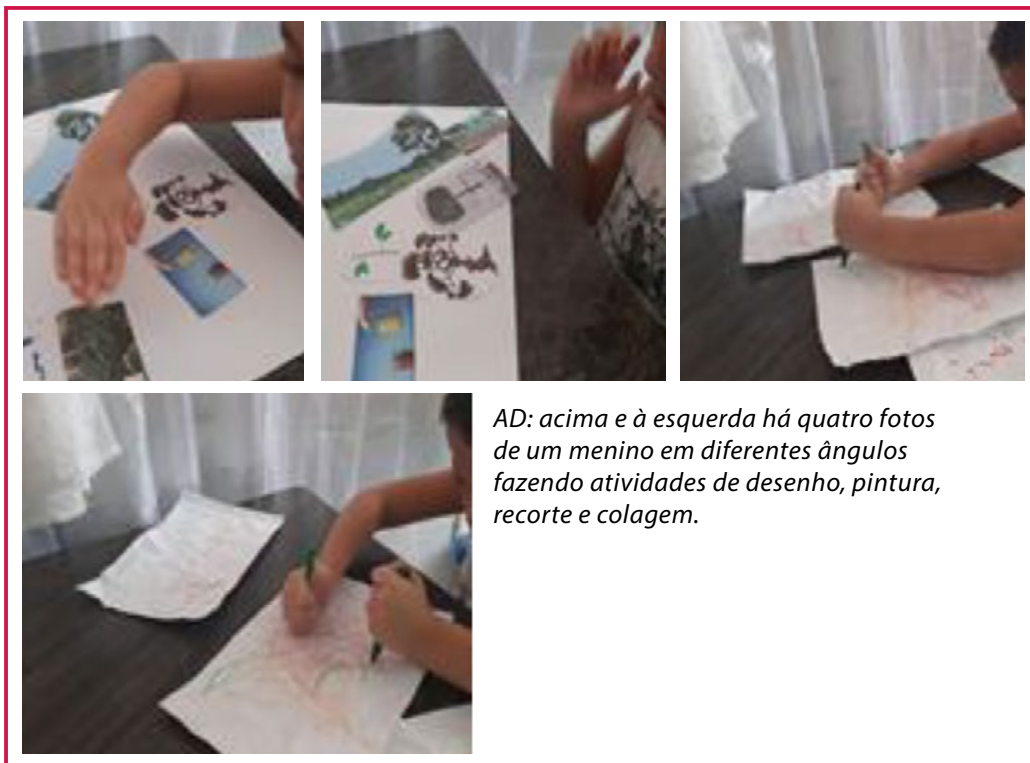 AD: acima e à esquerda há quatro fotos
de um menino em diferentes ângulos
fazendo atividades de desenho, pintura,
recorte e colagem.